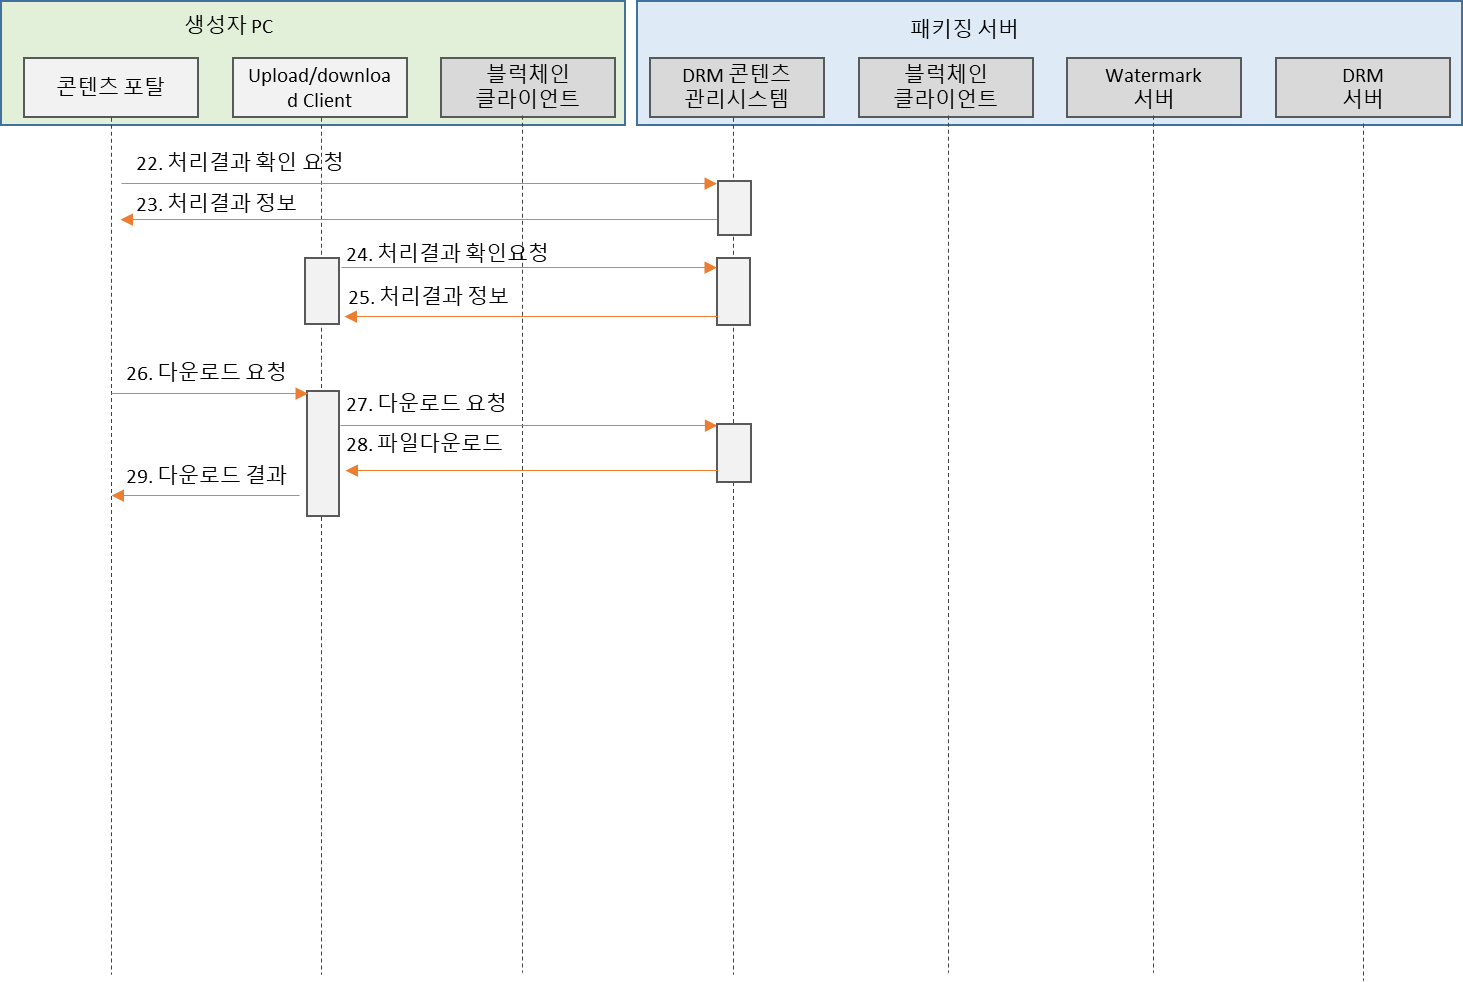 생성자 PC
패키징 서버
콘텐츠 포탈
Upload/downloa
d Client
블럭체인
클라이언트
DRM 콘텐츠
관리시스템
블럭체인
클라이언트
Watermark
서버
DRM
서버
22. 처리결과 확인 요청
23. 처리결과 정보
24. 처리결과 확인요청
25. 처리결과 정보
26. 다운로드 요청
27. 다운로드 요청
28. 파일다운로드
29. 다운로드 결과